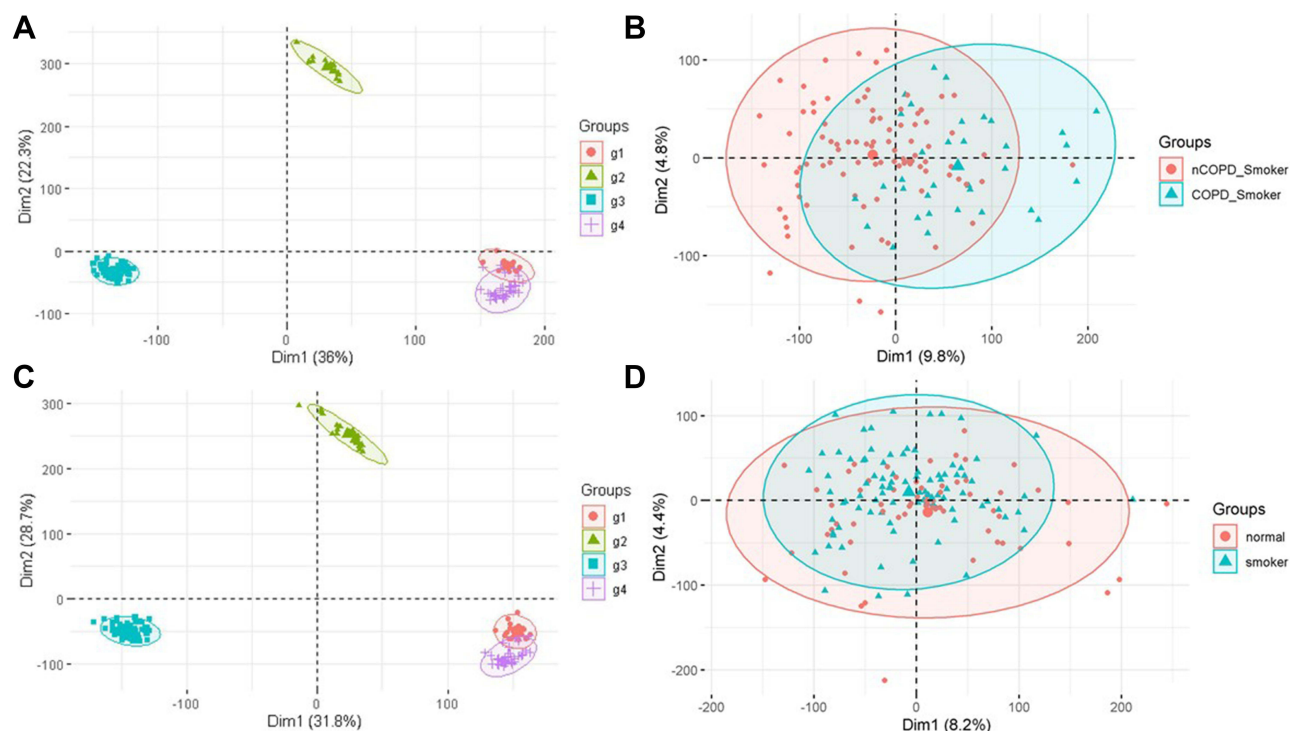 A
Dim2 (22.3%)
300
200
100
0
-100
-100
0
100
200
Dim1 (36%)
Groups
g1
g2
g3
g4
B
Dim2 (4.8%)
100
0
-100
-100
0
100
200
Dim1 (9.8%)
Groups
nCOPD_Smoker
COPD_Smoker
C
Dim2 (28.7%)
300
200
100
0
-100
-100
0
100
Dim1 (31.8%)
Groups
g1
g2
g3
g4
D
Dim2 (4.4%)
100
0
-100
-200
-200
-100
0
100
200
Dim1 (8.2%)
Groups
normal
smoker